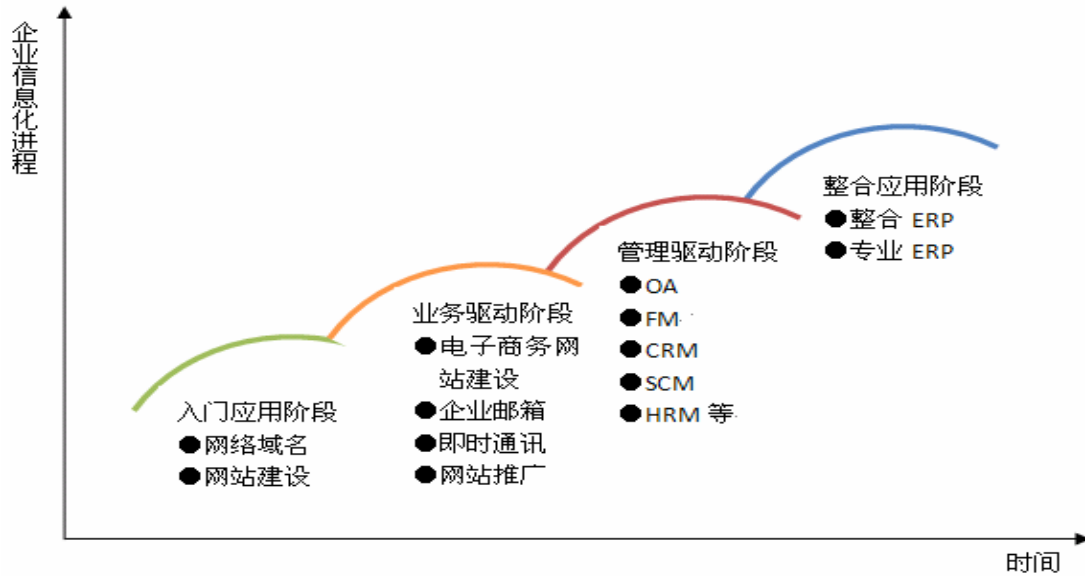 企业信息化进程
入门应用阶段
●网络域名
●网站建设
业务驱动阶段
●电子商务网
站建设
●企业邮箱
●即时通讯
●网站推广
管理驱动阶段
●OA
●FM
●CRM
●SCM
●HRM 等
整合应用阶段
●整合 ERP
●专业 ERP
时间